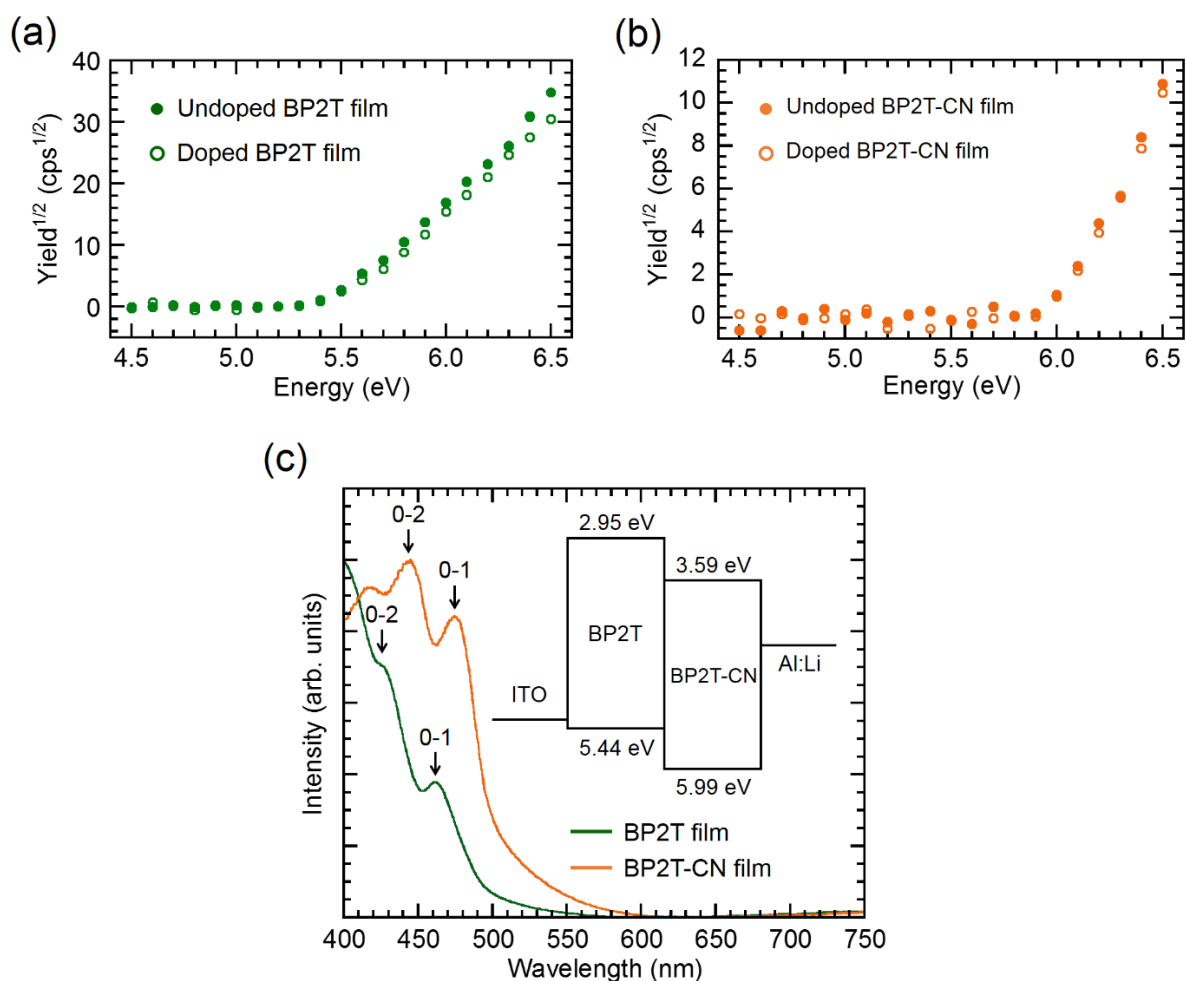 (a)
40
30
20
10
0
Yield1/2 (cps1/2)
Undoped BP2T film
Doped BP2T film
4.5 5.0 5.5 6.0 6.5
Energy (eV)
(b)
12
10
8
6
4
2
0
Yield1/2 (cps1/2)
Undoped BP2T-CN film
Doped BP2T-CN film
4.5 5.0 5.5 6.0 6.5
Energy (eV)
(c)
Intensity (arb. units)
0-2
0-1
0-2
0-1
2.95 eV
3.59 eV
BP2T
BP2T-CN
ITO
Al:Li
5.44 eV
5.99 eV
BP2T film
BP2T-CN film
400 450 500 550 600 650 700 750
Wavelength (nm)